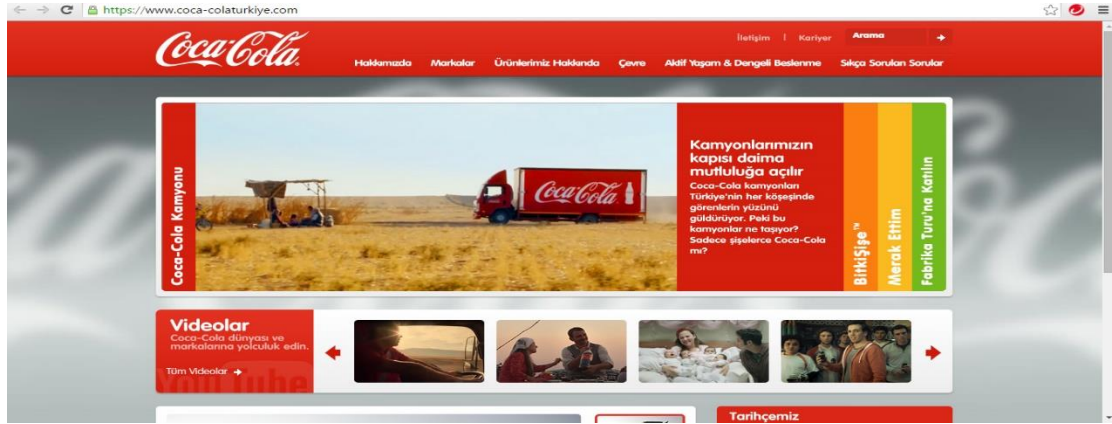 https://www.coca-colaturkiye.com
İletişim | Kariyer
Arama
Coca-Cola
Hakkımızda Markalar Ürünlerimiz Hakkında Çevre Aktif Yaşam & Dengeli Beslenme Sıkça Sorulan Sorular
Coca-Cola Kamyonu
Coca-Cola
Kamyonlarımızın
kapısı daima
mutluluğa açılır
Coca-Cola kamyonları
Türkiye'nin her köşeşinde
görenlerin yüzünü
güldürüyor. Peki bu
kamyonlar ne taşıyor?
Sadece şişelerce Coca-Cola
mı?
BitkiŞişe™
Merak Ettim
Fabrika Turu'na Katılın
Videolar
Coca-Cola dünyası ve
markalarına yolculuk edin.
Tüm Videolar
YouTube
Tarihçemiz